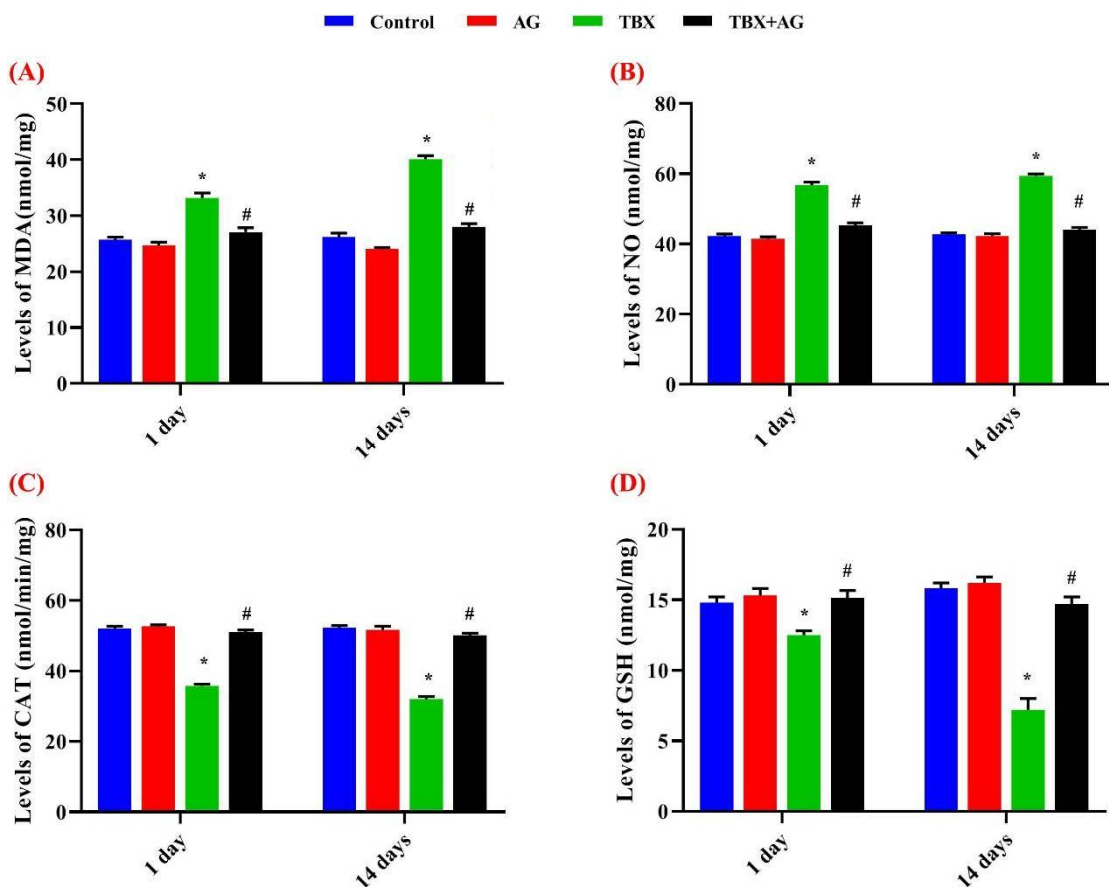 Control AG TBX TBX+AG
(A)
Levels of MDA(nmol/mg)
50
40
30
20
10
0
*
#
*
#
1 day
14 days
(B)
Levels of NO (nmol/mg)
80
60
40
20
0
*
#
*
#
1 day
14 days
(C)
Levels of CAT (nmol/min/mg)
80
60
40
20
0
*
#
*
#
1 day
14 days
(D)
Levels of GSH (nmol/mg)
20
15
10
5
0
*
#
*
#
1 day
14 days